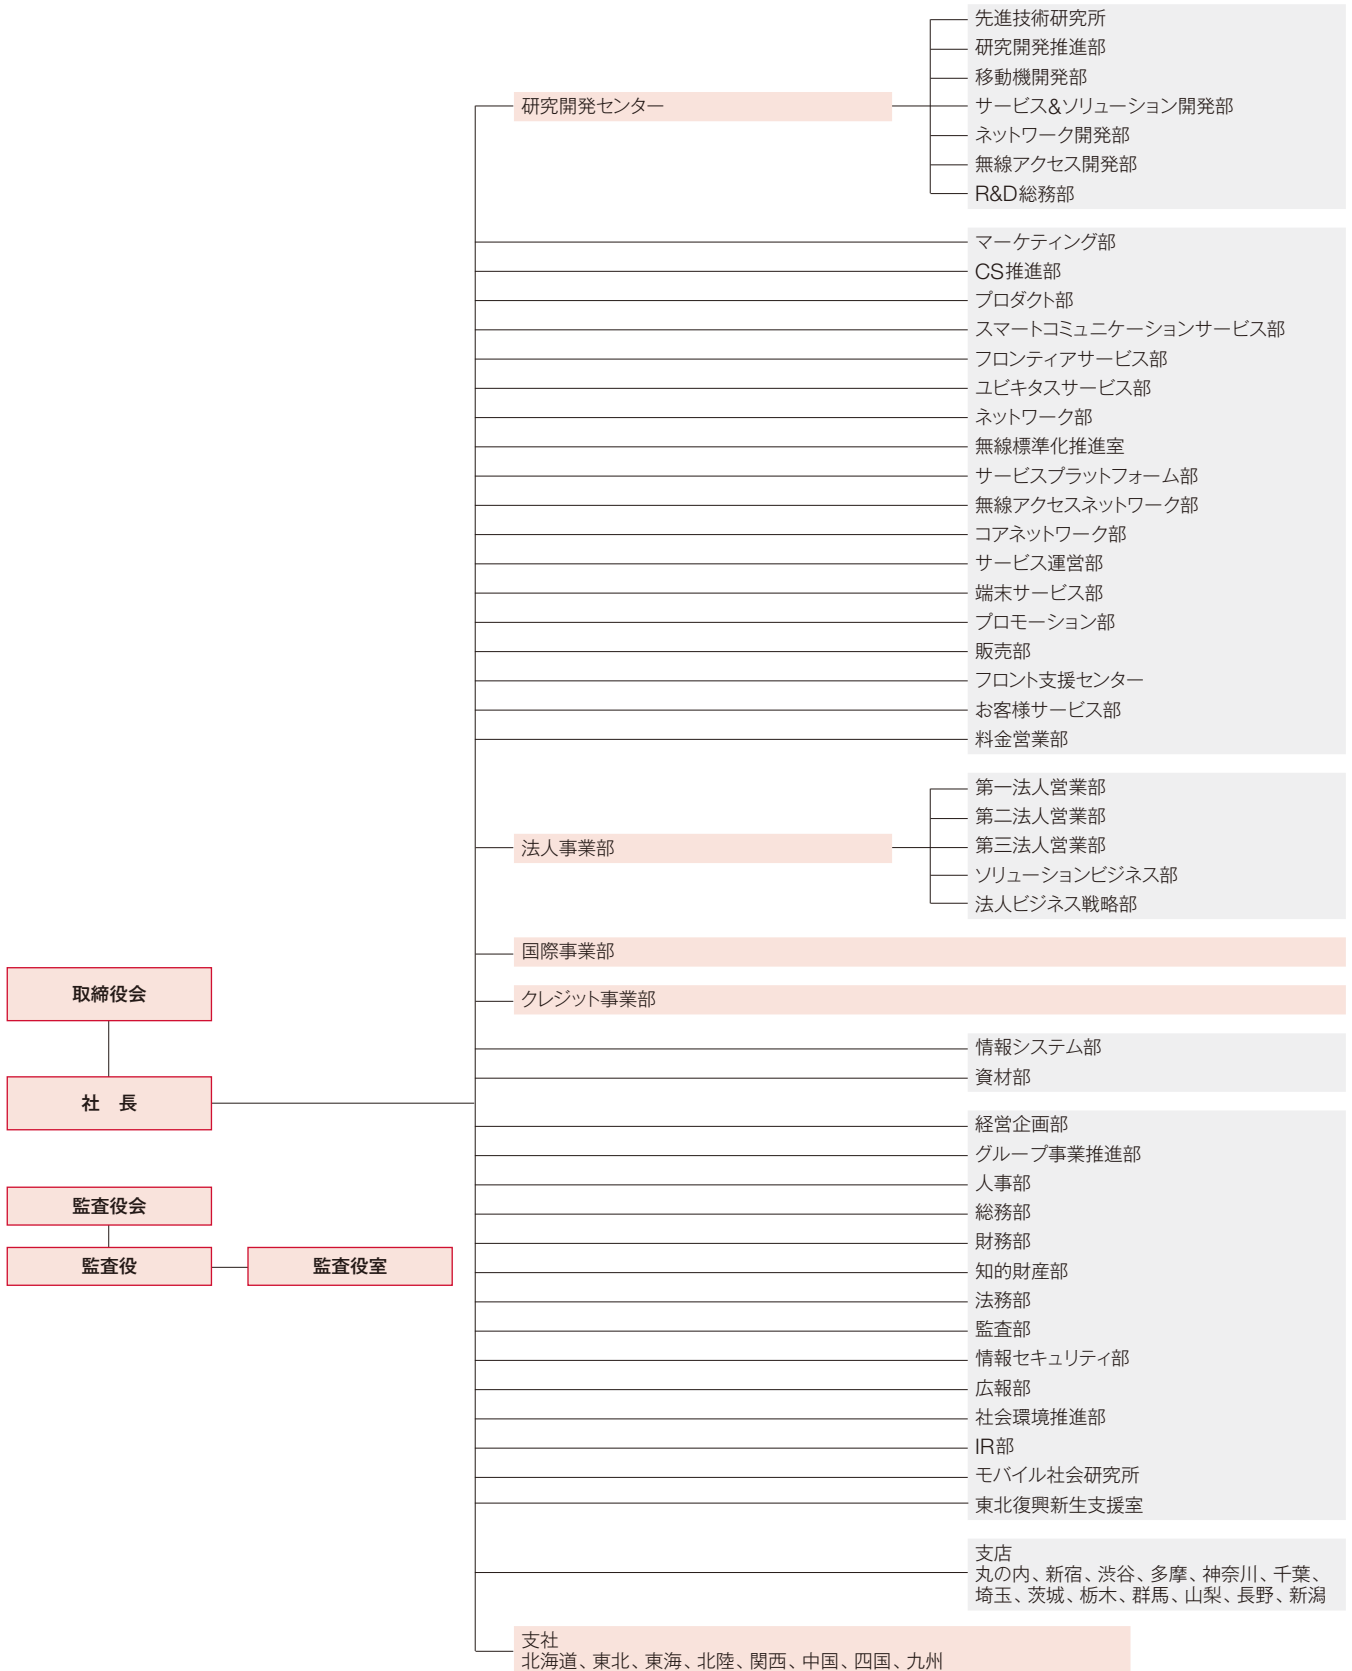 先進技術研究所
研究開発推進部
移動機開発部
研究開発センター
サービス&ソリューション開発部
ネットワーク開発部
無線アクセス開発部
R&D総務部
マーケティング部
CS推進部
プロダクト部
スマートコミュニケーションサービス部
フロンティアサービス部
ユビキタスサービス部
ネットワーク部
無線標準化推進室
サービスプラットフォーム部
無線アクセスネットワーク部
コアネットワーク部
サービス運営部
端末サービス部
プロモーション部
販売部
フロント支援センター
お客様サービス部
料金営業部
第一法人営業部
第二法人営業部
法人事業部
第三法人営業部
ソリューションビジネス部
法人ビジネス戦略部
国際事業部
クレジット事業部
取締役会
社　長
監査役会
監査役
監査役室
情報システム部
資材部
経営企画部
グループ事業推進部
人事部
総務部
財務部
知的財産部
法務部
監査部
情報セキュリティ部
広報部
社会環境推進部
IR部
モバイル社会研究所
東北復興新生支援室
支店
丸の内、新宿、渋谷、多摩、神奈川、千葉、
埼玉、茨城、栃木、群馬、山梨、長野、新潟
支社
北海道、東北、東海、北陸、関西、中国、四国、九州